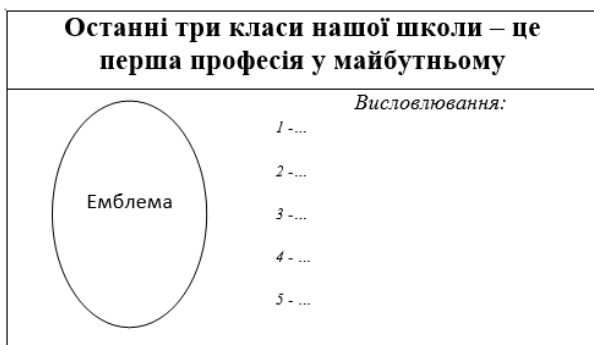 Останні три класи нашої школи – це
перша професія у майбутньому
Висловлювання:
1 -...
2 -...
Емблема
3 -...
4 - ...
5 - ...